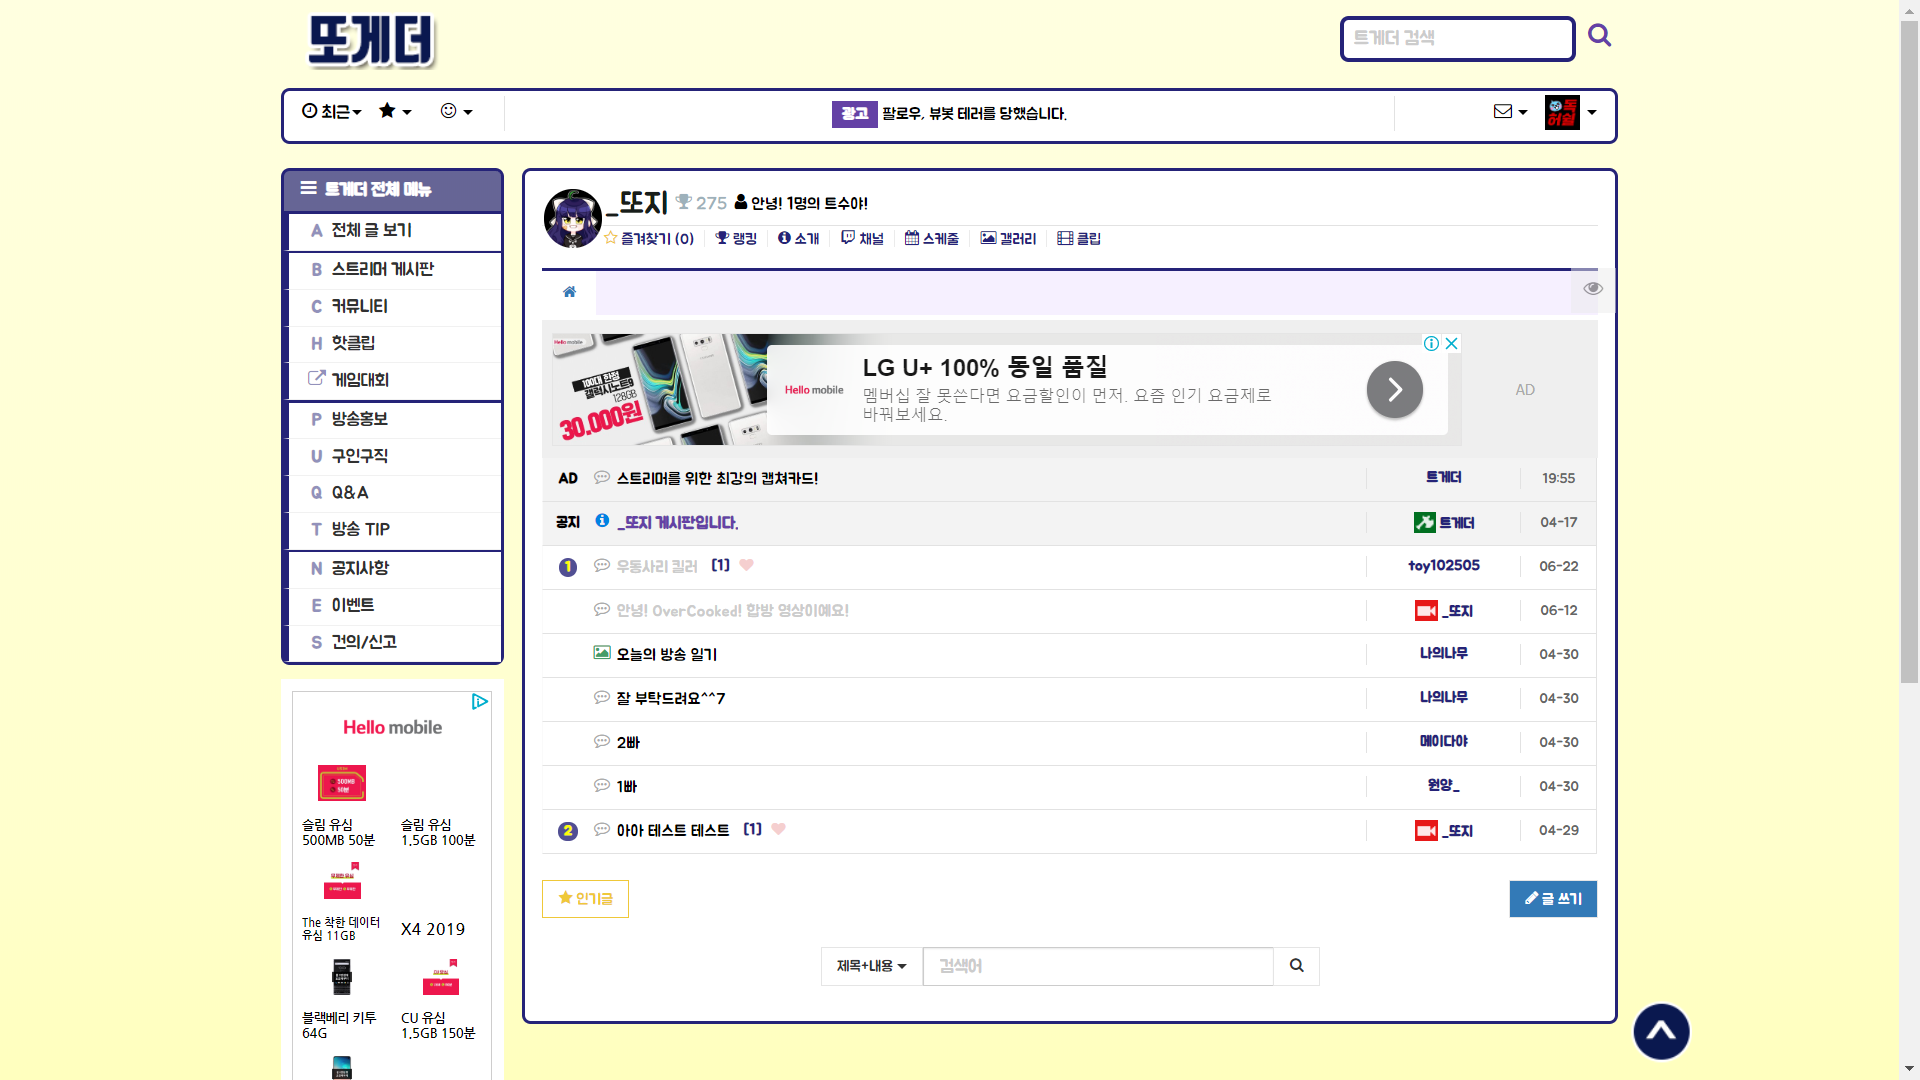 또게더
트게더 검색
최근
광고 팔로우, 뷰봇 테러를 당했습니다.
트게더 전체 메뉴
A 전체 글 보기
B 스트리머 게시판
C 커뮤니티
H 핫클립
게임대회
P 방송홍보
U 구인구직
Q Q&A
T 방송 TIP
N 공지사항
E 이벤트
S 건의/신고
Hello mobile
슬림 유심
500MB 50분
슬림 유심
1.5GB 100분
The 착한 데이터
유심 11GB
X4 2019
블랙베리 키투
64G
CU 유심
1.5GB 150분
_또지 275 안녕! 1명의 트수야!
즐겨찾기 (0) 랭킹 소개 채널 스케줄 갤러리 클립
Hello mobile
100대 한정
갤럭시노트9
128GB
30,000원
Hello mobile
LG U+ 100% 동일 품질
멤버십 잘 못쓴다면 요금할인이 먼저. 요즘 인기 요금제로
바꿔보세요.
AD
AD 스트리머를 위한 최강의 캡쳐카드! 트게더 19:55
공지 _또지 게시판입니다. 트게더 04-17
1 우동사리 킬러 (1) toy102505 06-22
안녕! OverCooked! 합방 영상이예요! _또지 06-12
오늘의 방송 일기 나의나무 04-30
잘 부탁드려요^^7 나의나무 04-30
2빠 메이다야 04-30
1빠 원양_ 04-30
2 아아 테스트 테스트 (1) _또지 04-29
인기글
글 쓰기
제목+내용 검색어